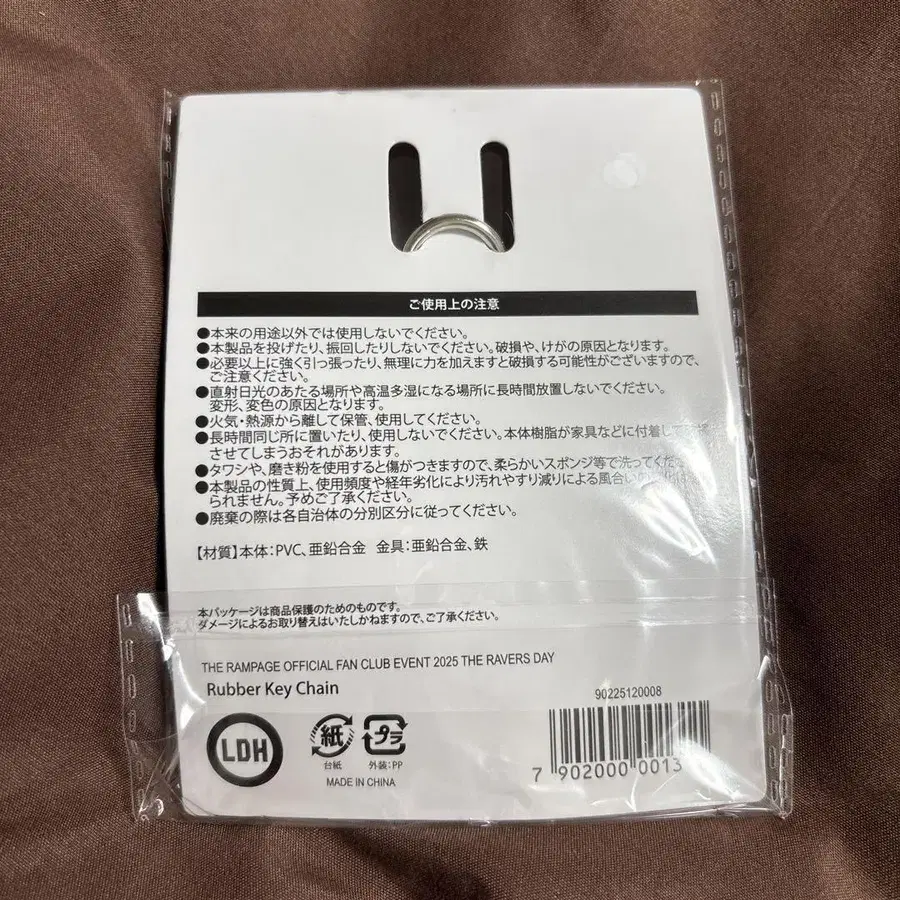 ご使用上の注意
●本来の用途以外では使用しないでください。
●本製品を投げたり、振回したりしないでください。破損や、けがの原因となります。
●必要以上に強く引っ張ったり、無理に力を加えますと破損する可能性がございますので、
ご注意ください。
●直射日光のあたる場所や高温多湿になる場所に長時間放置しないでください。
変形、変色の原因となります。
●火気・熱源から離して保管、使用してください。
●長時間同じ所に置いたり、使用しないでください。本体樹脂が家具などに付着して
させてしまうおそれがあります。
●タワシや、磨き粉を使用すると傷がつきますので、柔らかいスポンジ等で洗ってくだ
●本製品の性質上、使用頻度や経年劣化により汚れやすり減りによる風合い
られません。予めご了承ください。
●廃棄の際は各自治体の分別区分に従ってください。
【材質】本体：PVC、亜鉛合金 金具：亜鉛合金、鉄
本パッケージは商品保護のためのものです。
ダメージによるお取り替えはいたしかねますので、ご了承ください。
THE RAMPAGE OFFICIAL FAN CLUB EVENT 2025 THE RAVERS DAY
Rubber Key Chain
90225120008
LDH
紙
台紙
プラ
外装：PP
MADE IN CHINA
7 902000 0013